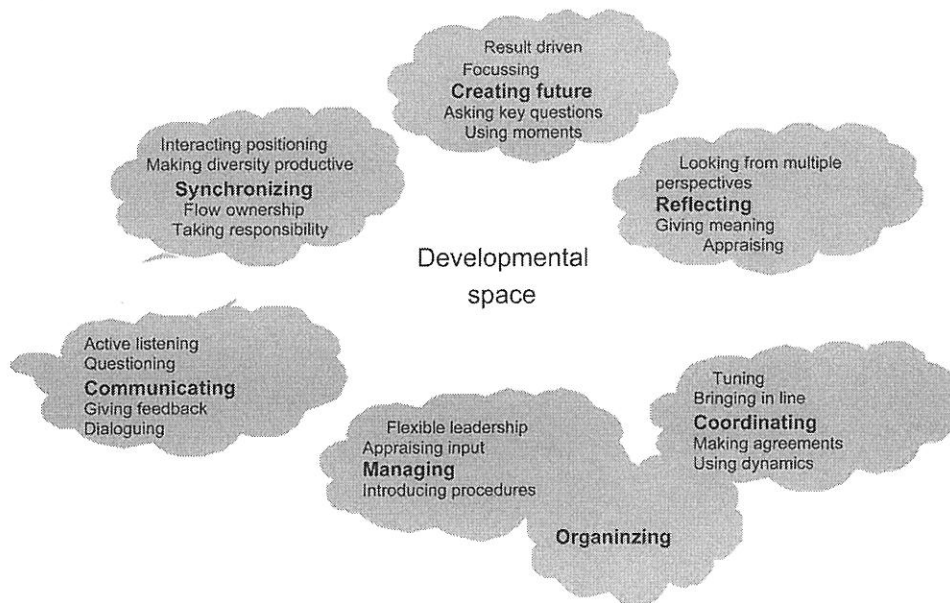 Result driven
Focussing
Creating future
Asking key questions
Using moments
Interacting positioning
Making diversity productive
Synchronizing
Flow ownership
Taking responsibility
Looking from multiple
perspectives
Reflecting
Giving meaning
Appraising
Developmental
space
Active listening
Questioning
Communicating
Giving feedback
Dialoguing
Flexible leadership
Appraising input
Managing
Introducing procedures
Tuning
Bringing in line
Coordinating
Making agreements
Using dynamics
Organinzing